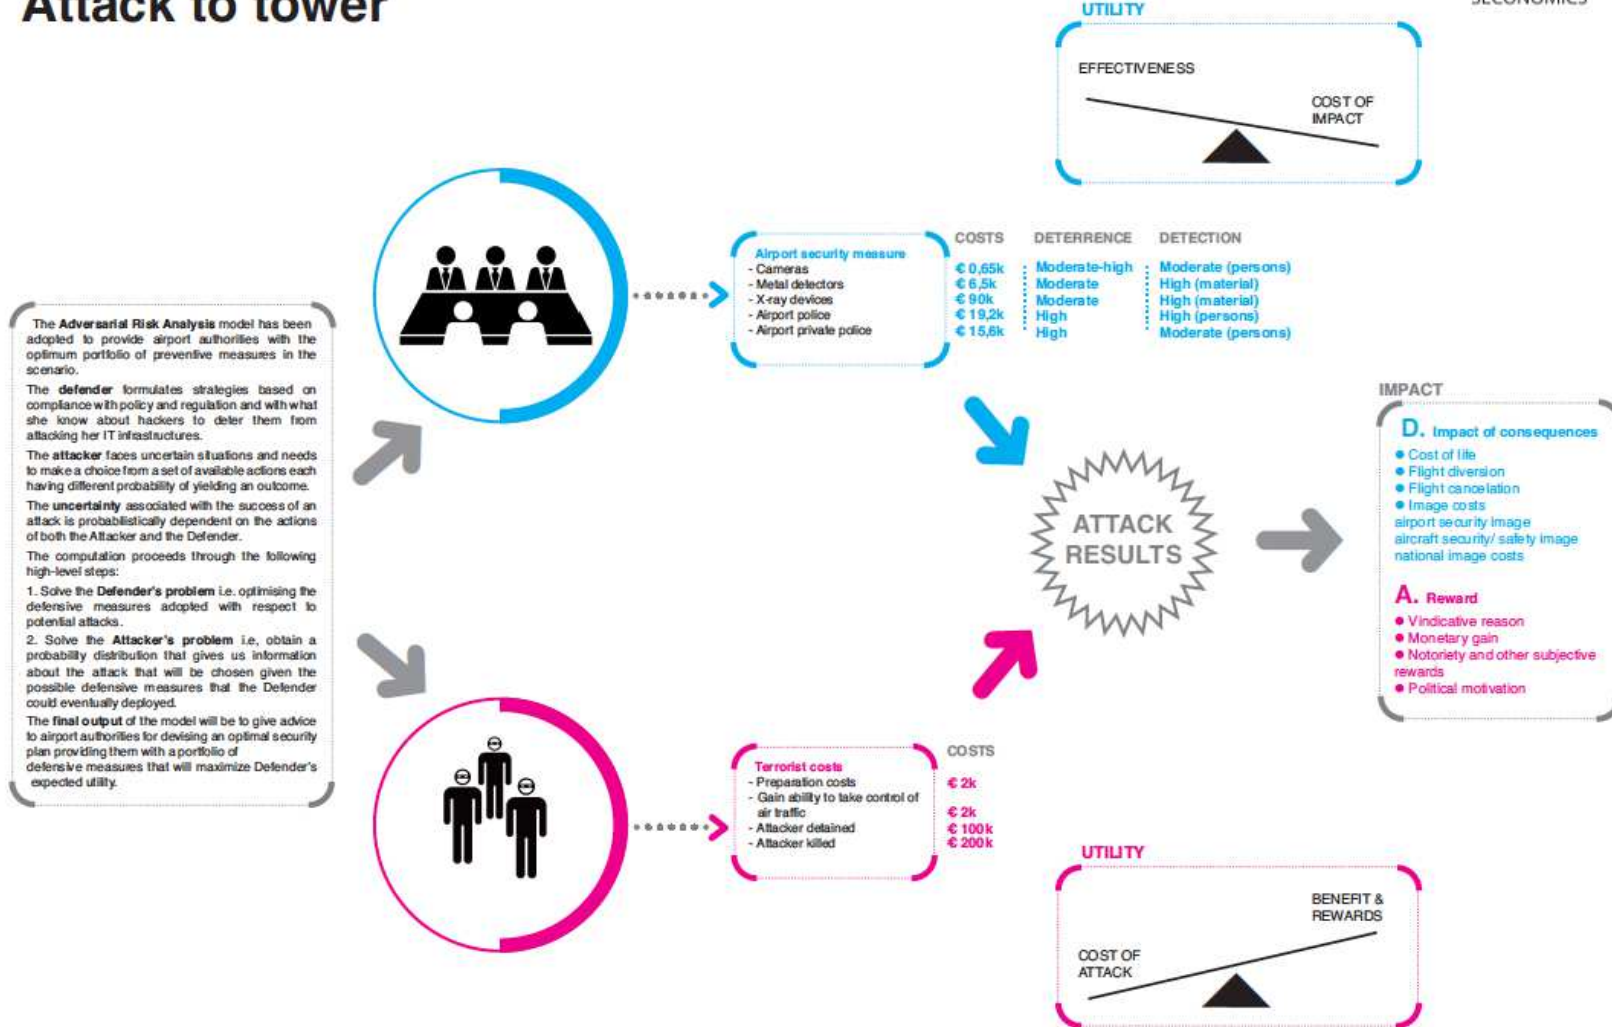 Attack to tower
SECONOMICS
The Adversarial Risk Analysis model has been
adopted to provide airport authorities with the
optimum portfolio of preventive measures in the
scenario.
The defender formulates strategies based on
compliance with policy and regulation and with what
she know about hackers to deter them from
attacking her IT infrastructures.
The attacker faces uncertain situations and needs
to make a choice from a set of available actions each
having different probability of yielding an outcome.
The uncertainty associated with the success of an
attack is probabilistically dependent on the actions
of both the Attacker and the Defender.
The computation proceeds through the following
high-level steps:
1. Solve the Defender's problem i.e. optimising the
defensive measures adopted with respect to
potential attacks.
2. Solve the Attacker's problem i.e, obtain a
probability distribution that gives us information
about the attack that will be chosen given the
possible defensive measures that the Defender
could eventually deployed.
The final output of the model will be to give advice
to airport authorities for devising an optimal security
plan providing them with a portfolio of
defensive measures that will maximize Defender's
expected utility.
UTILITY
EFFECTIVENESS
COST OF
IMPACT
COSTS DETERRENCE DETECTION
Airport security measure
- Cameras € 0,65k Moderate-high Moderate (persons)
- Metal detectors € 6,5k Moderate High (material)
- X-ray devices € 90k Moderate High (material)
- Airport police € 19,2k High High (persons)
- Airport private police € 15,6k High Moderate (persons)
ATTACK
RESULTS
IMPACT
D. Impact of consequences
● Cost of life
● Flight diversion
● Flight cancelation
● Image costs
airport security image
aircraft security/ safety image
national image costs
A. Reward
● Vindicative reason
● Monetary gain
● Notoriety and other subjective
rewards
● Political motivation
COSTS
Terrorist costs
- Preparation costs € 2k
- Gain ability to take control of
air traffic € 2k
- Attacker detained € 100k
- Attacker killed € 200k
UTILITY
BENEFIT &
REWARDS
COST OF
ATTACK